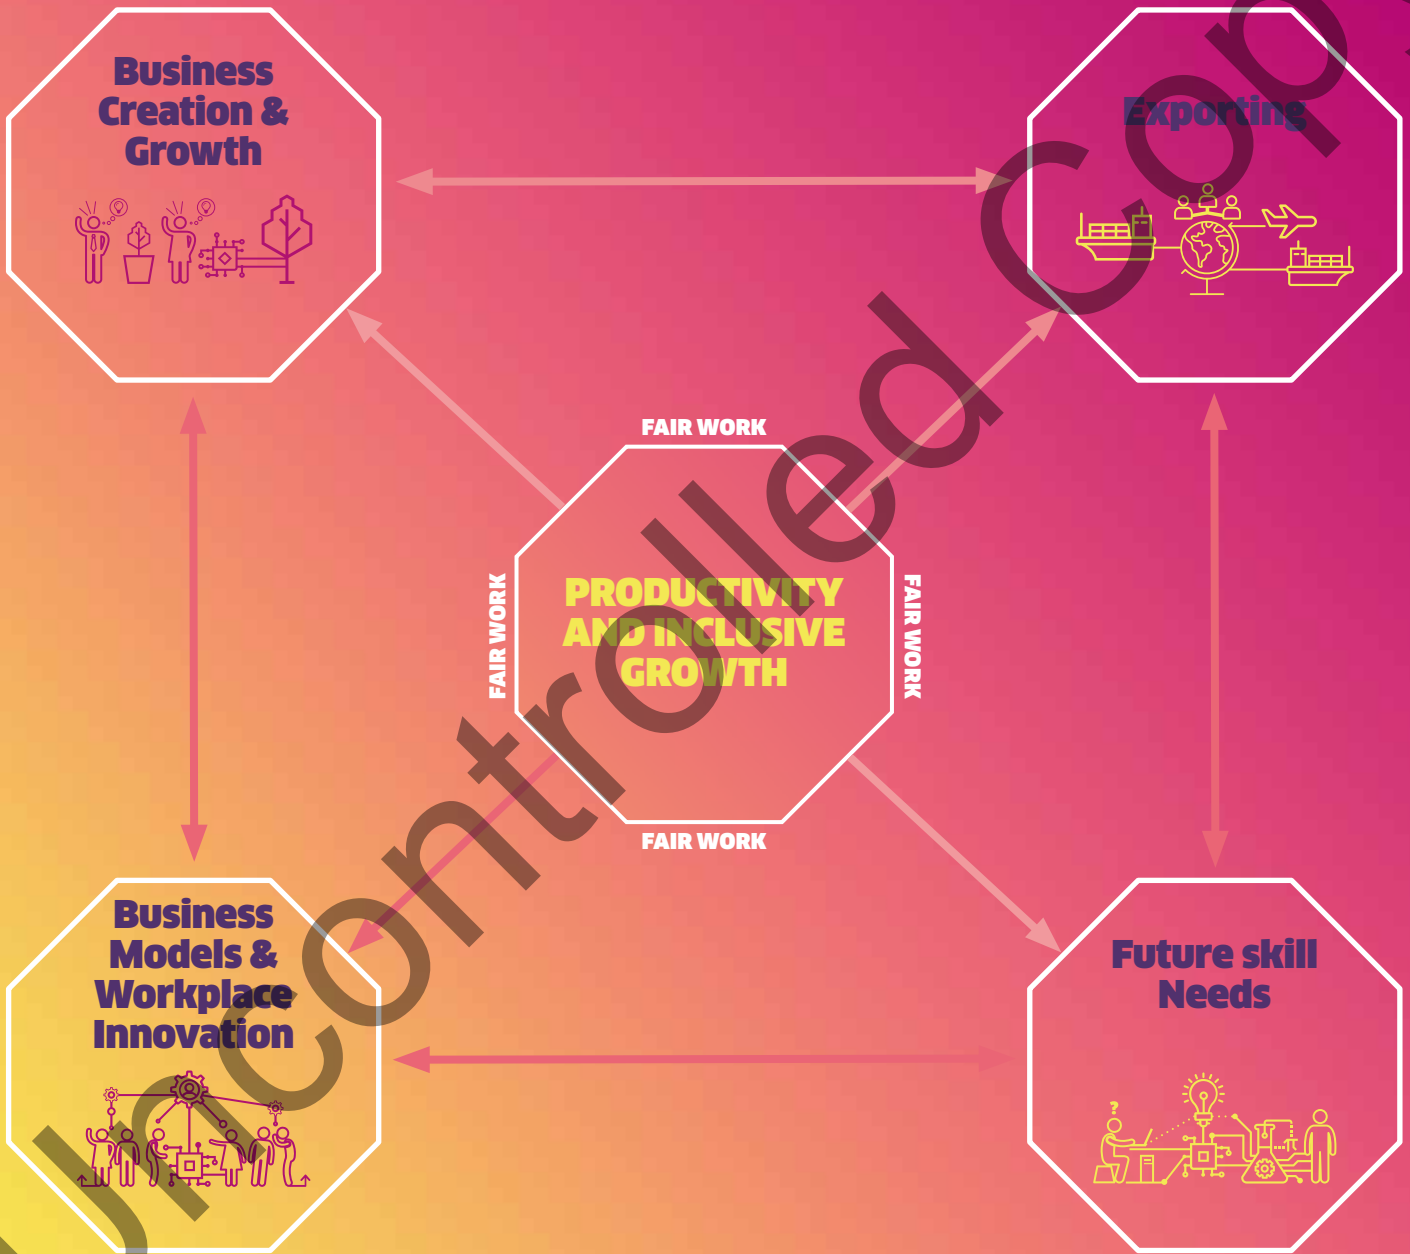 Business
Creation &
Growth
Exporting
FAIR WORK
FAIR WORK
PRODUCTIVITY
AND INCLUSIVE
GROWTH
FAIR WORK
FAIR WORK
Business
Models &
Workplace
Innovation
Future skill
Needs
?
Uncontrolled Cop